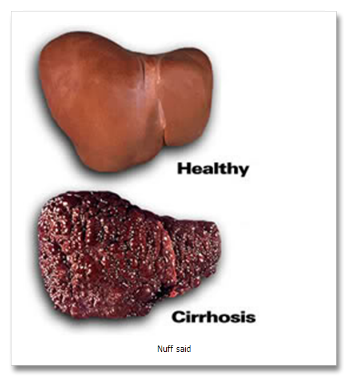 Healthy
Cirrhosis
Nuff said